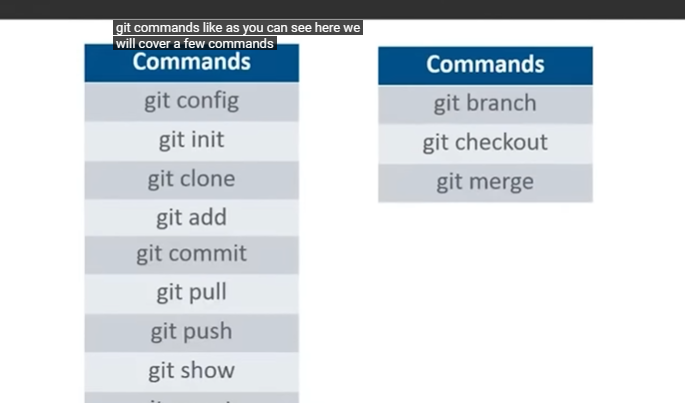 git commands like as you can see here we
will cover a few commands
Commands
git config
git init
git clone
git add
git commit
git pull
git push
git show
Commands
git branch
git checkout
git merge